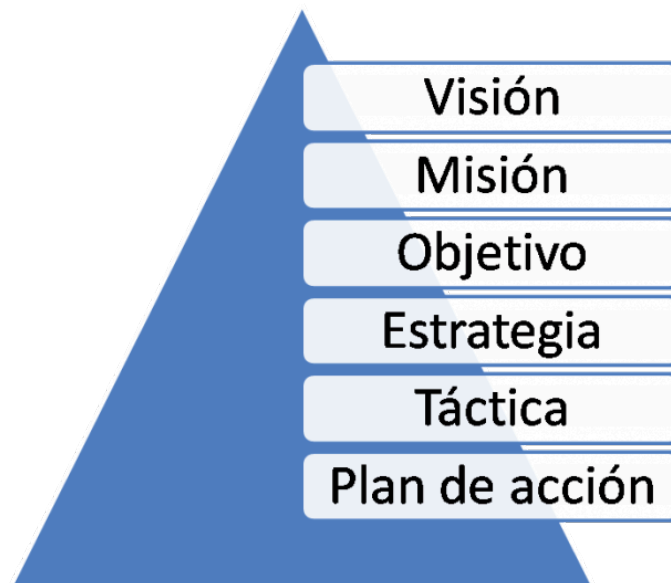 Visión
Misión
Objetivo
Estrategia
Táctica
Plan de acción